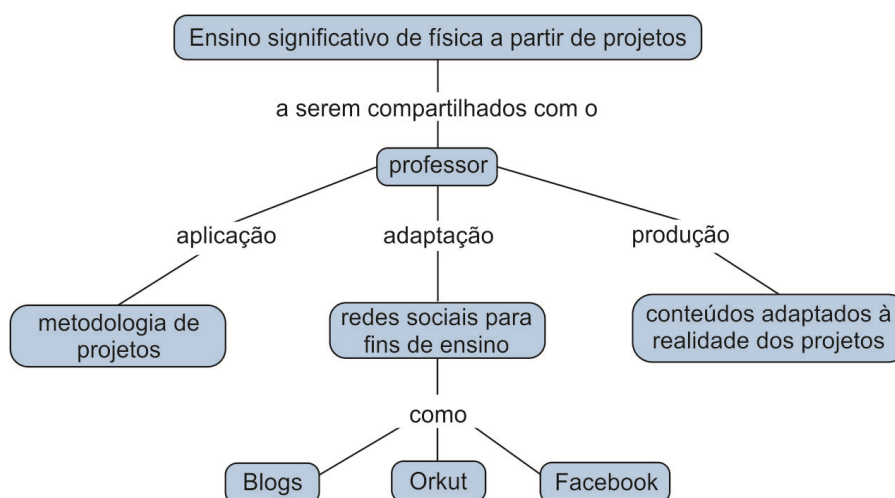 Ensino significativo de física a partir de projetos
a serem compartilhados com o
professor
aplicação
adaptação
produção
metodologia de
projetos
redes sociais para
fins de ensino
conteúdos adaptados à
realidade dos projetos
como
Blogs
Orkut
Facebook